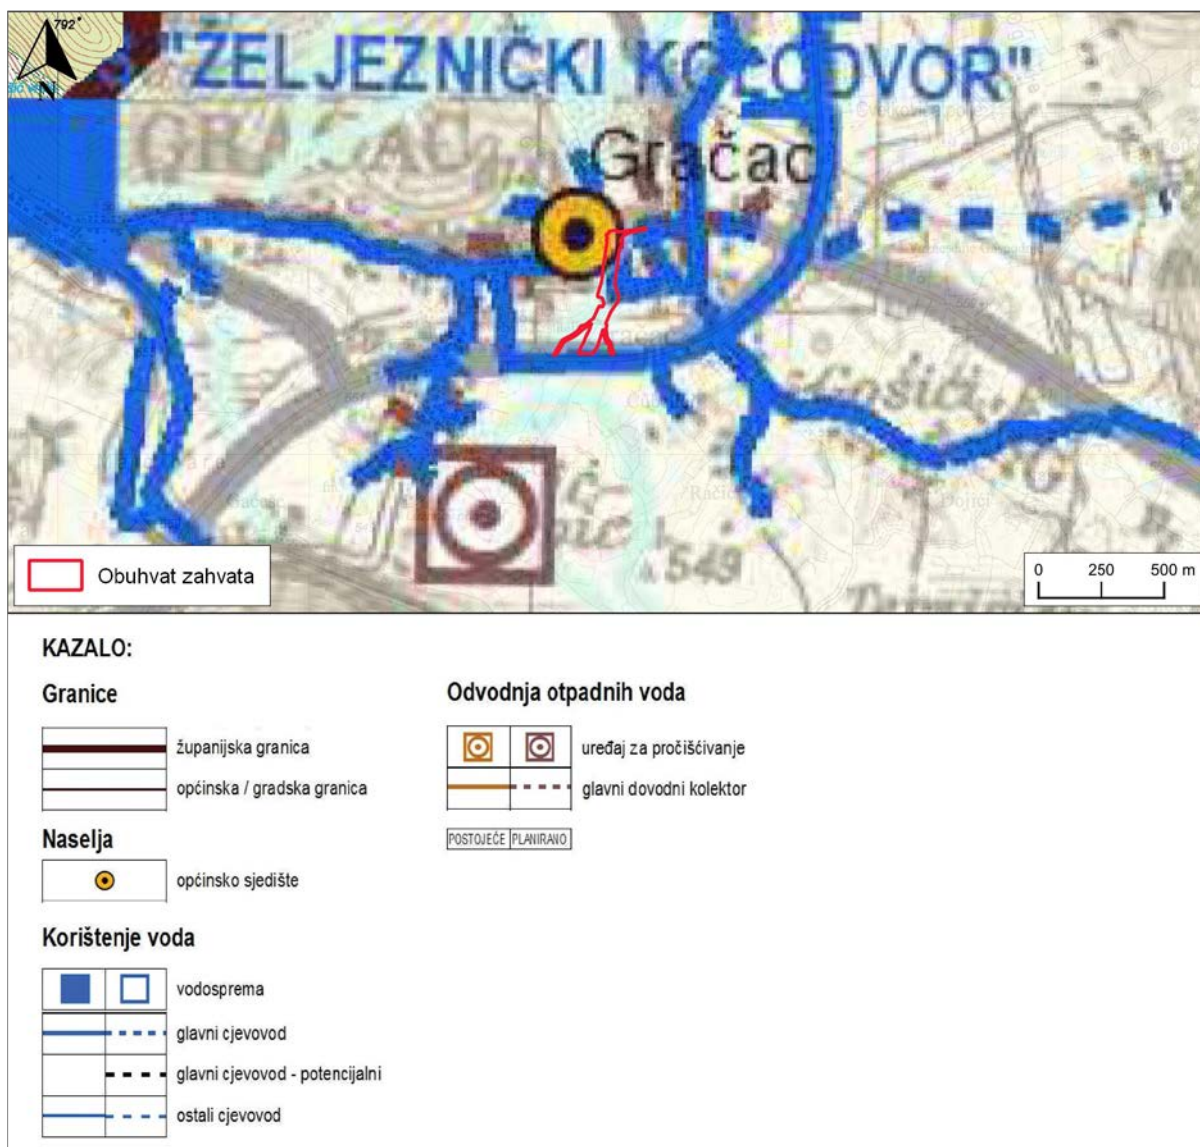 792
N
"ŽELJEZNIČKI KOLODVOR"
GRAČAC
Gračac
549
Obuhvat zahvata
0 250 500 m
KAZALO:
Granice
županijska granica
općinska / gradska granica
Naselja
općinsko sjedište
Korištenje voda
vodosprema
glavni cjevovod
glavni cjevovod - potencijalni
ostali cjevovod
Odvodnja otpadnih voda
uređaj za pročišćivanje
glavni dovodni kolektor
POSTOJEĆE PLANIRANO